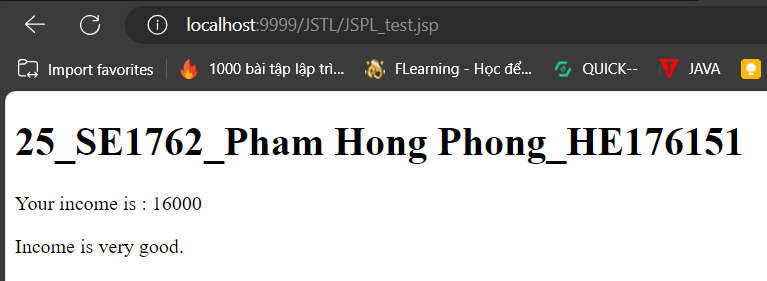 localhost:9999/JSTL/JSPL_test.jsp
Import favorites
1000 bài tập lập trì...
FLearning - Học để...
QUICK--
JAVA
25_SE1762_Pham Hong Phong_HE176151
Your income is : 16000
Income is very good.